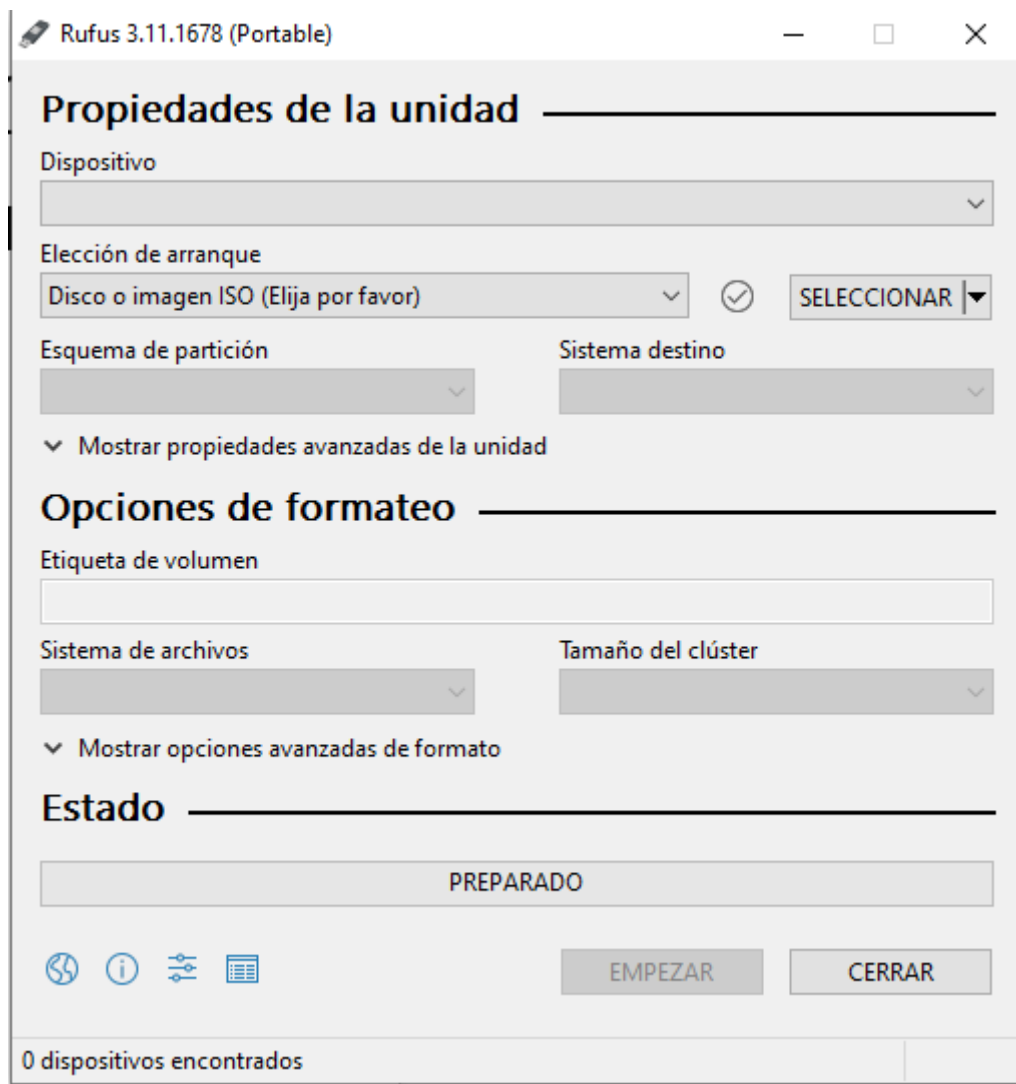 Rufus 3.11.1678 (Portable)
Propiedades de la unidad
Dispositivo
Elección de arranque
Disco o imagen ISO (Elija por favor)
SELECCIONAR
Esquema de partición
Sistema destino
Mostrar propiedades avanzadas de la unidad
Opciones de formateo
Etiqueta de volumen
Sistema de archivos
Tamaño del clúster
Mostrar opciones avanzadas de formato
Estado
PREPARADO
EMPEZAR
CERRAR
0 dispositivos encontrados